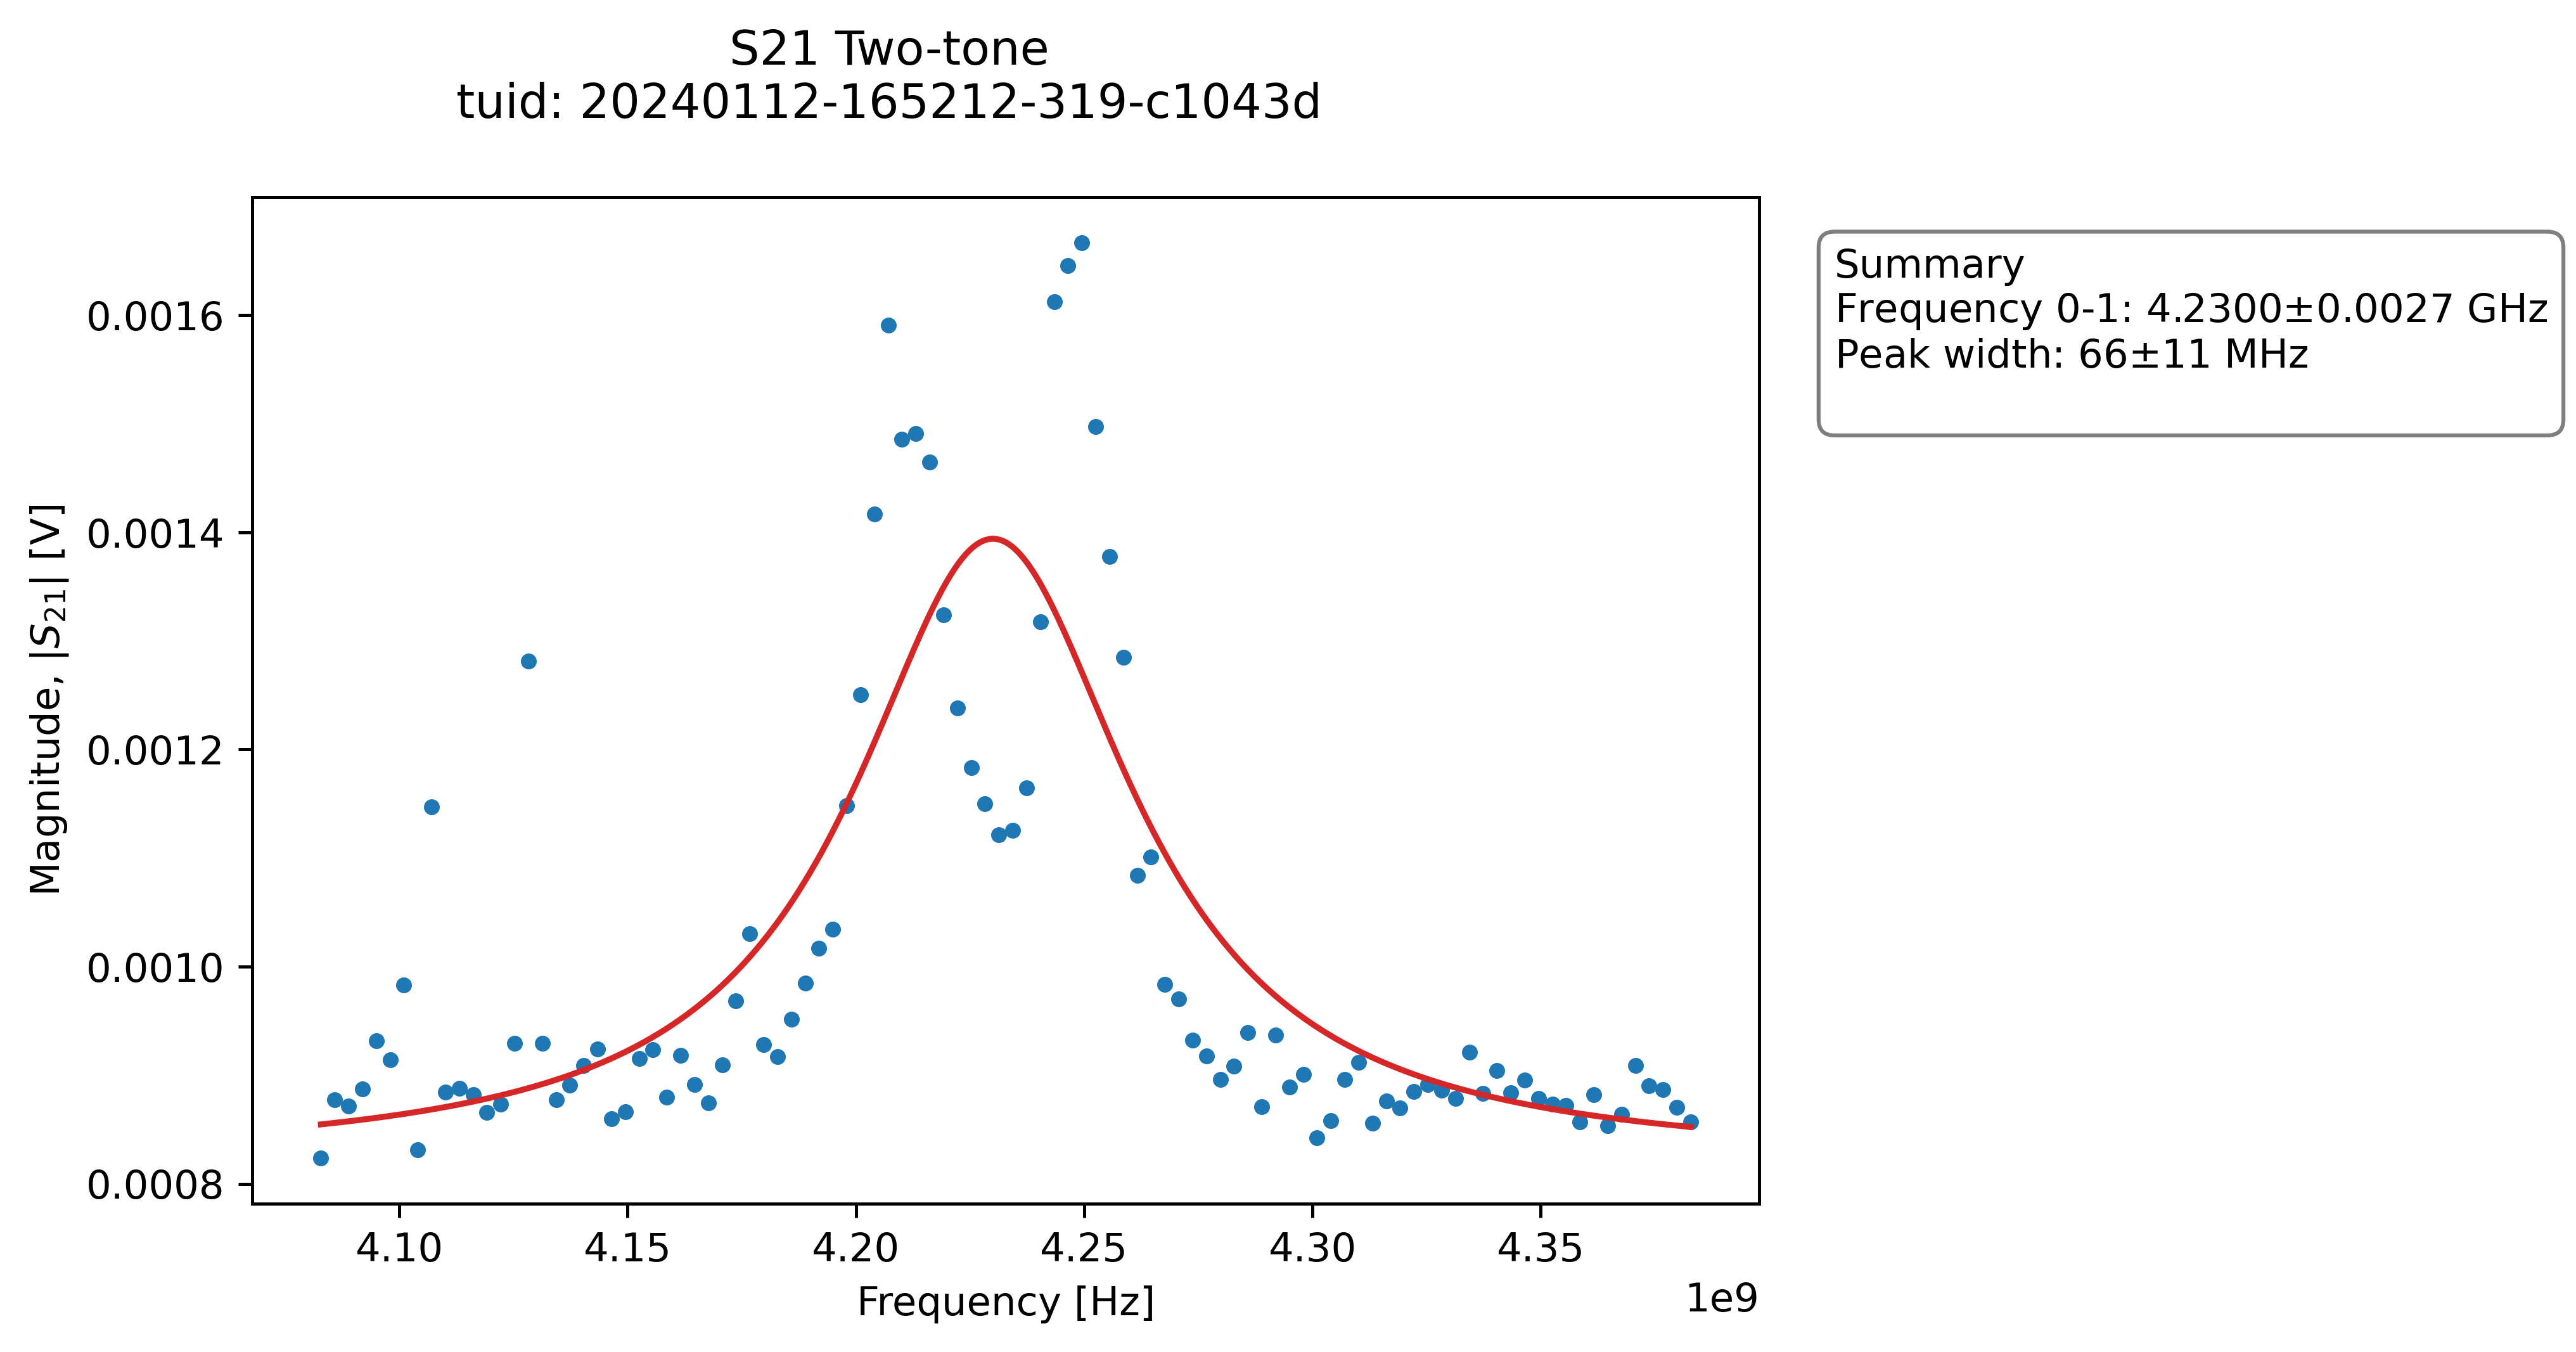 S21 Two-tone
tuid: 20240112-165212-319-c1043d
Summary
Frequency 0-1: 4.2300±0.0027 GHz
Peak width: 66±11 MHz
Magnitude, |S₂₁| [V]
0.0016
0.0014
0.0012
0.0010
0.0008
4.10 4.15 4.20 4.25 4.30 4.35
Frequency [Hz]
1e9